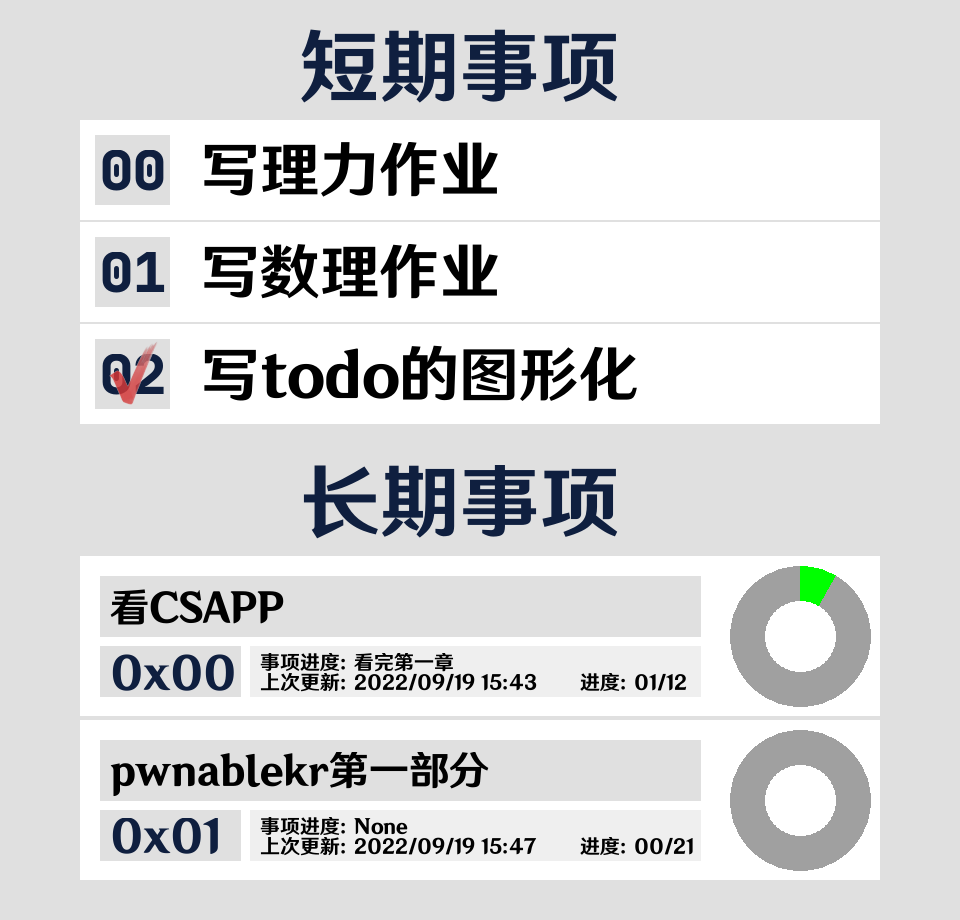 短期事项
00 写理力作业
01 写数理作业
02 写todo的图形化
长期事项
看CSAPP
0x00
事项进度: 看完第一章
上次更新: 2022/09/19 15:43 进度: 01/12
pwnablekr第一部分
0x01
事项进度: None
上次更新: 2022/09/19 15:47 进度: 00/21